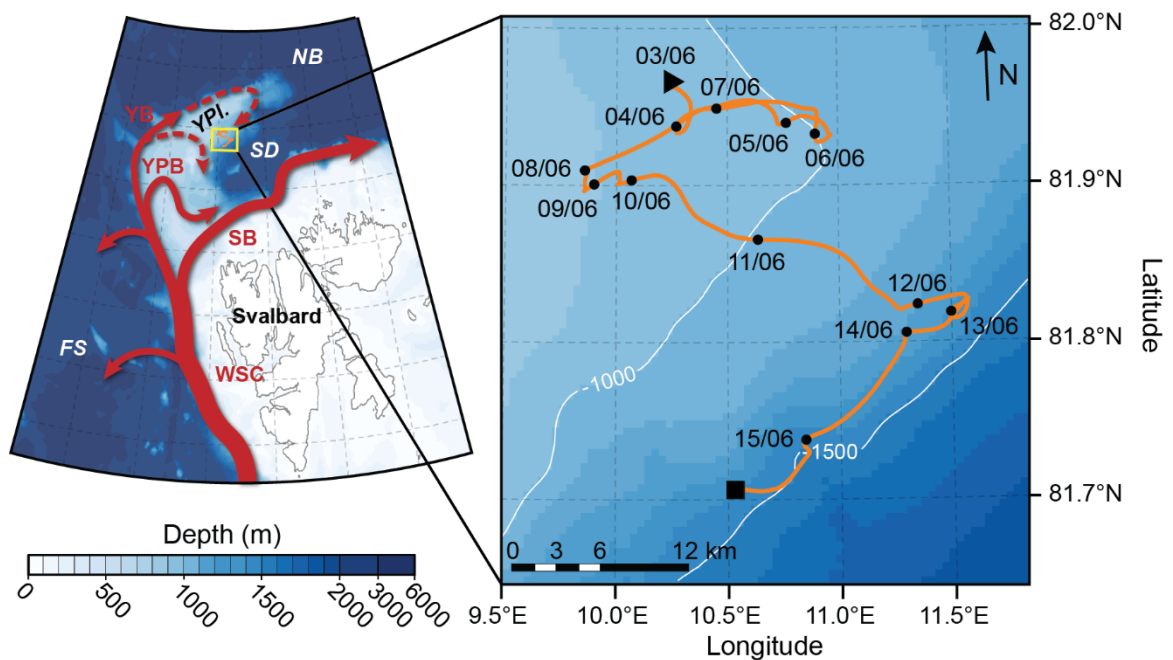 NB
YB
YPl.
SD
YPB
SB
Svalbard
FS
WSC
Depth (m)
0
500
1000
1500
2000
3000
6000
82.0°N
N
03/06
07/06
04/06
05/06
06/06
08/06
81.9°N
09/06
10/06
11/06
12/06
14/06
13/06
81.8°N
-1000
15/06
-1500
81.7°N
0 3 6 12 km
9.5°E 10.0°E 10.5°E 11.0°E 11.5°E
Longitude
Latitude